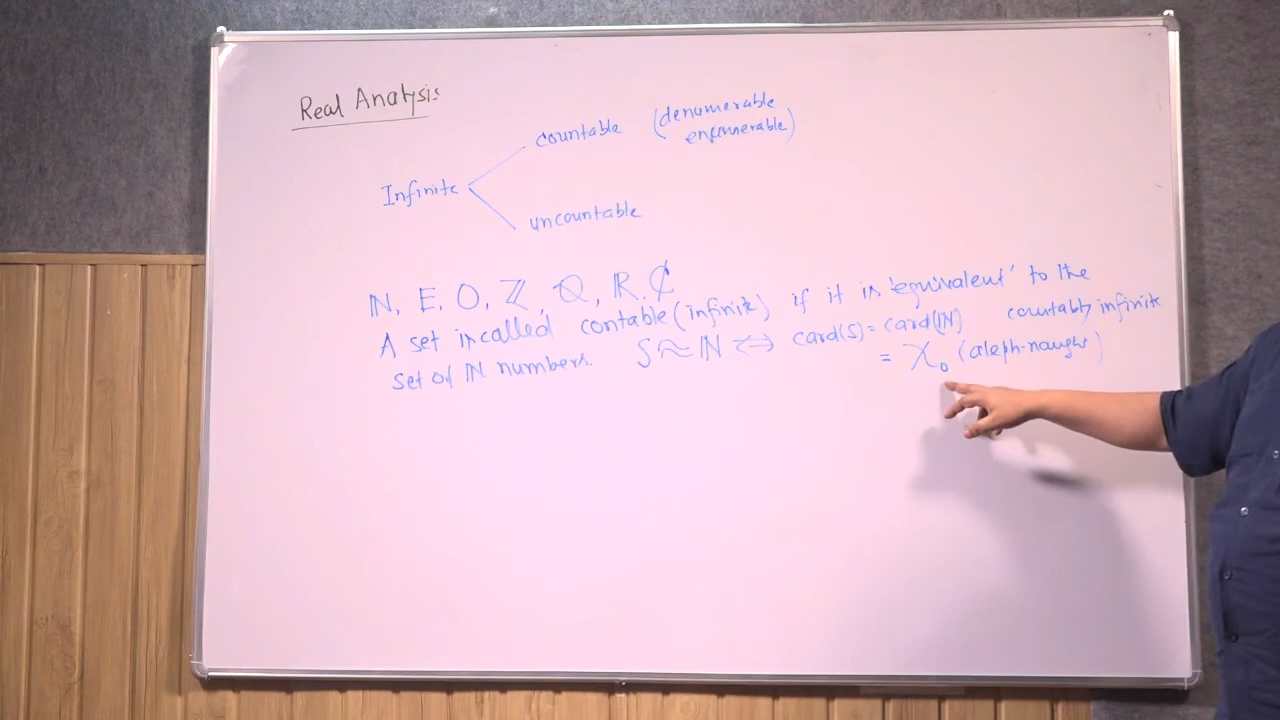 Real Analysis
countable (denumerable
enumerable)
Infinite
uncountable
ℕ, E, O, ℤ, ℚ, ℝ, ₵
A set is called contable (infinite) if it is 'equivalent' to the
set of ℕ numbers. S ≈ ℕ ⇔ card(S) = card(ℕ) countably infinite
= ℵ₀ (aleph-naught)